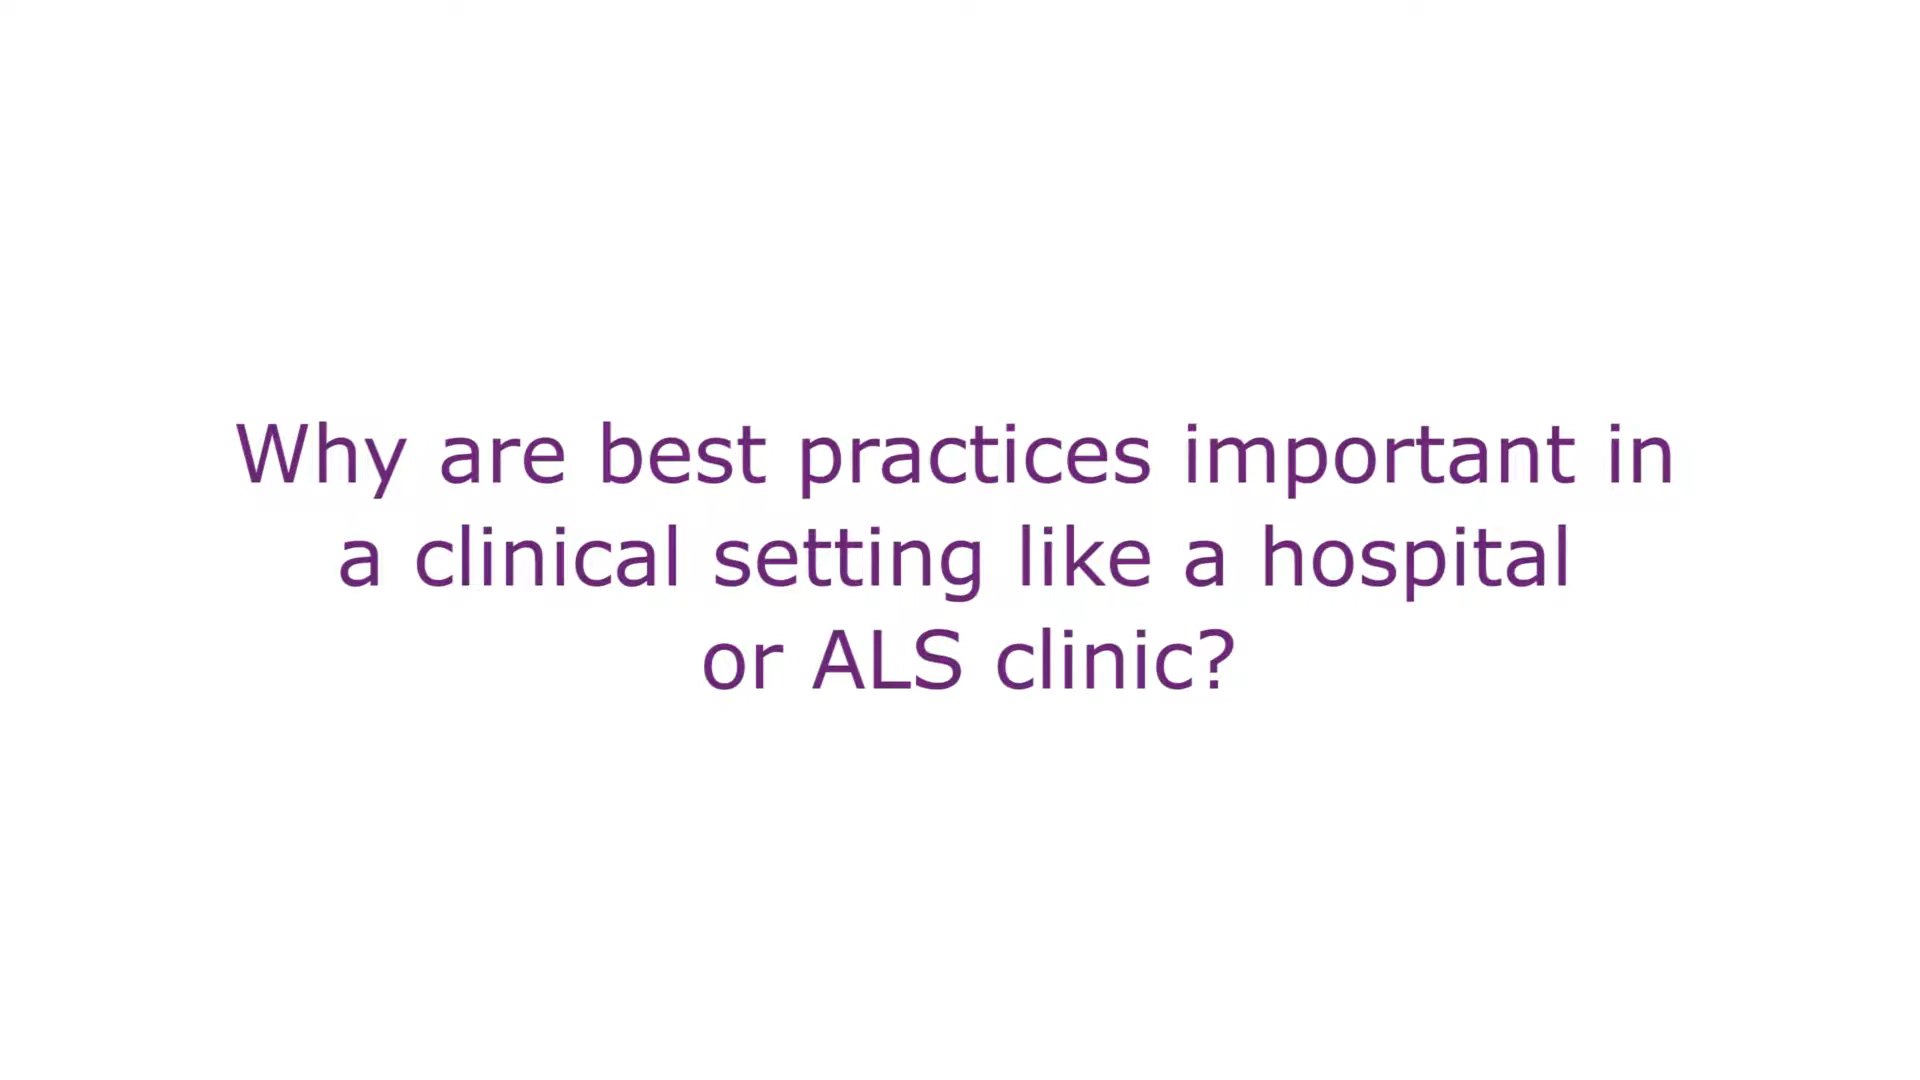 Why are best practices important in
a clinical setting like a hospital
or ALS clinic?